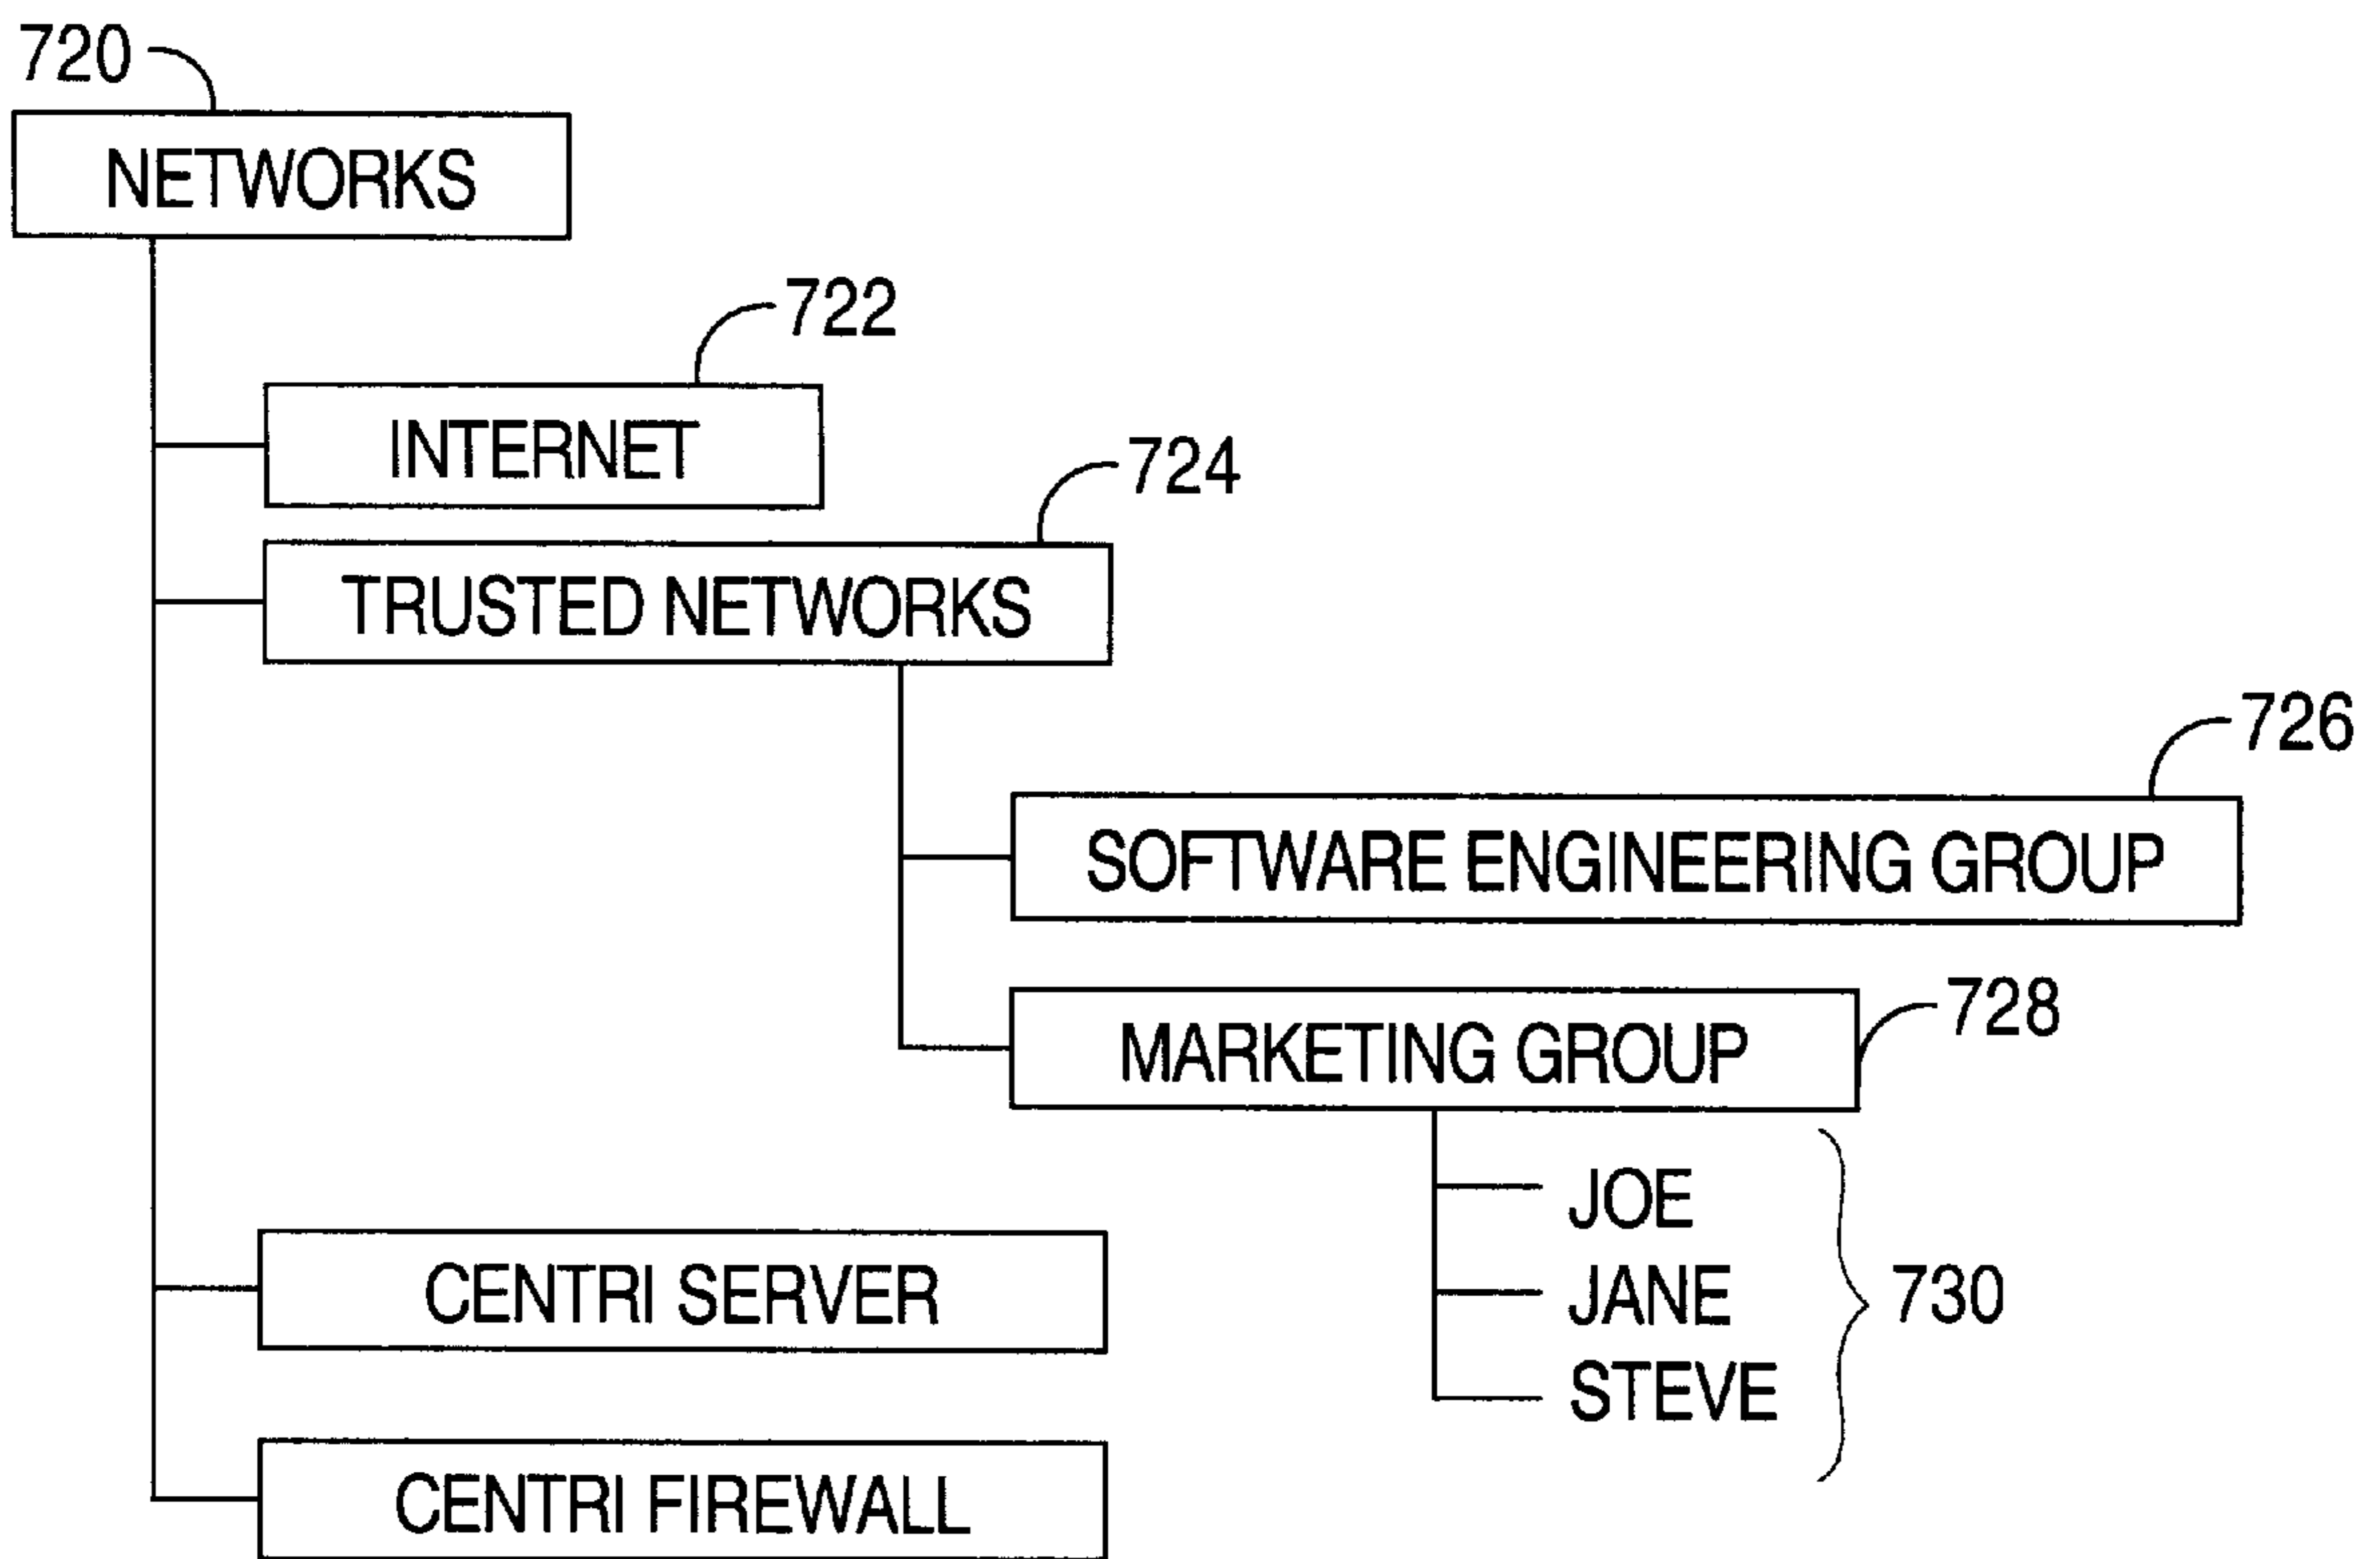 720
NETWORKS
722
INTERNET
724
TRUSTED NETWORKS
726
SOFTWARE ENGINEERING GROUP
728
MARKETING GROUP
JOE
JANE
730
STEVE
CENTRI SERVER
CENTRI FIREWALL